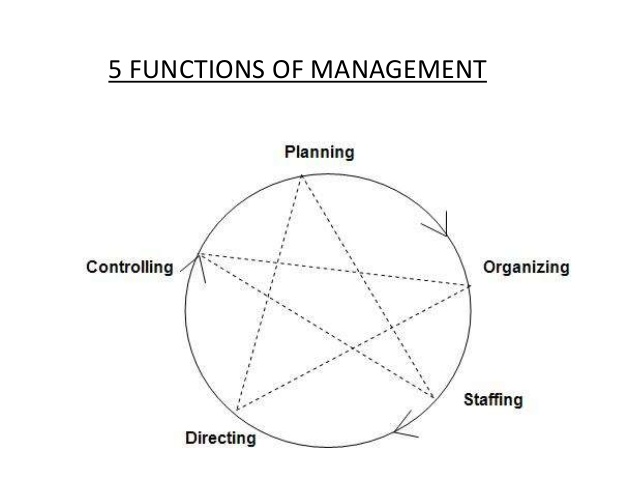 5 FUNCTIONS OF MANAGEMENT
Planning
Controlling
Organizing
Staffing
Directing